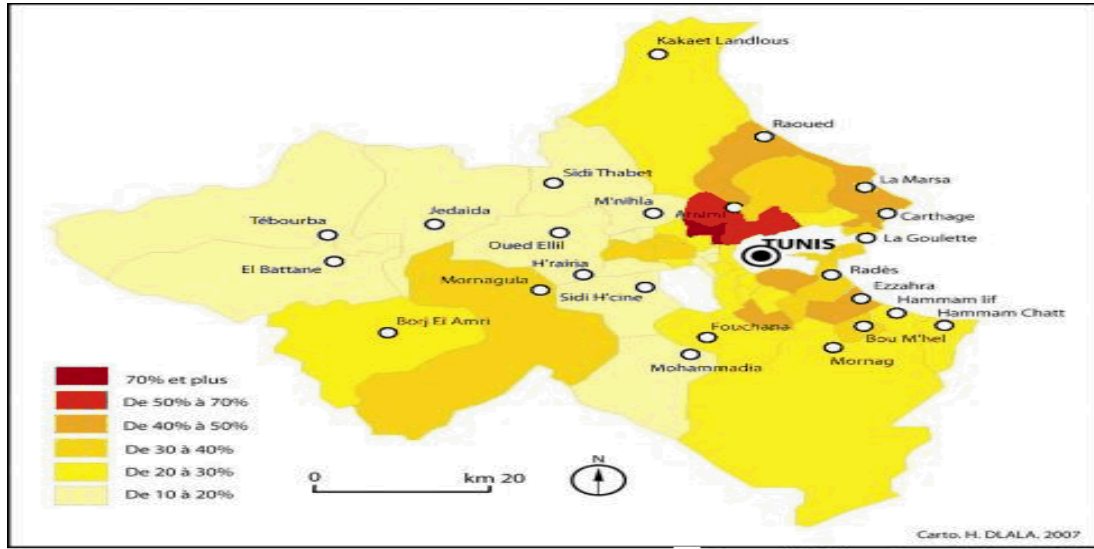 Kakaet Landlous
Raoued
Sidi Thabet
La Marsa
M'nihla
Jedaida
Carthage
Tébourba
Oued Ellil
TUNIS
La Goulette
El Battane
H'rairia
Mornagula
Radès
Sidi H'cine
Ezzahra
Hammam lif
Hammam Chatt
Borj El Amri
Fouchana
Bou M'hel
Mornag
Mohammadia
70% et plus
De 50% à 70%
De 40% à 50%
De 30 à 40%
De 20 à 30%
De 10 à 20%
0 km 20
N
Carto. H. DLALA. 2007